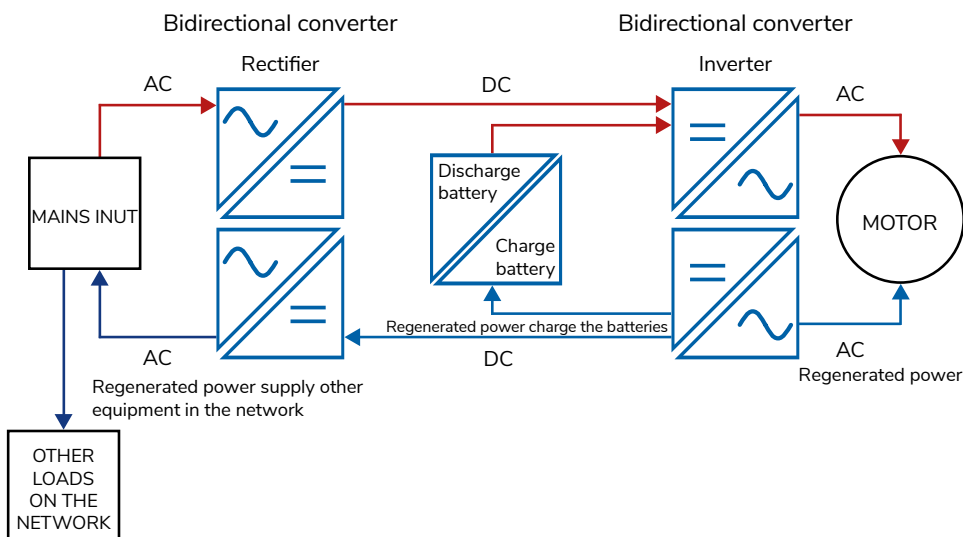 Bidirectional converter
Bidirectional converter
Rectifier
Inverter
AC
DC
AC
Discharge
battery
MAINS INUT
MOTOR
Charge
battery
Regenerated power charge the batteries
AC
DC
AC
Regenerated power supply other
equipment in the network
Regenerated power
OTHER
LOADS
ON THE
NETWORK